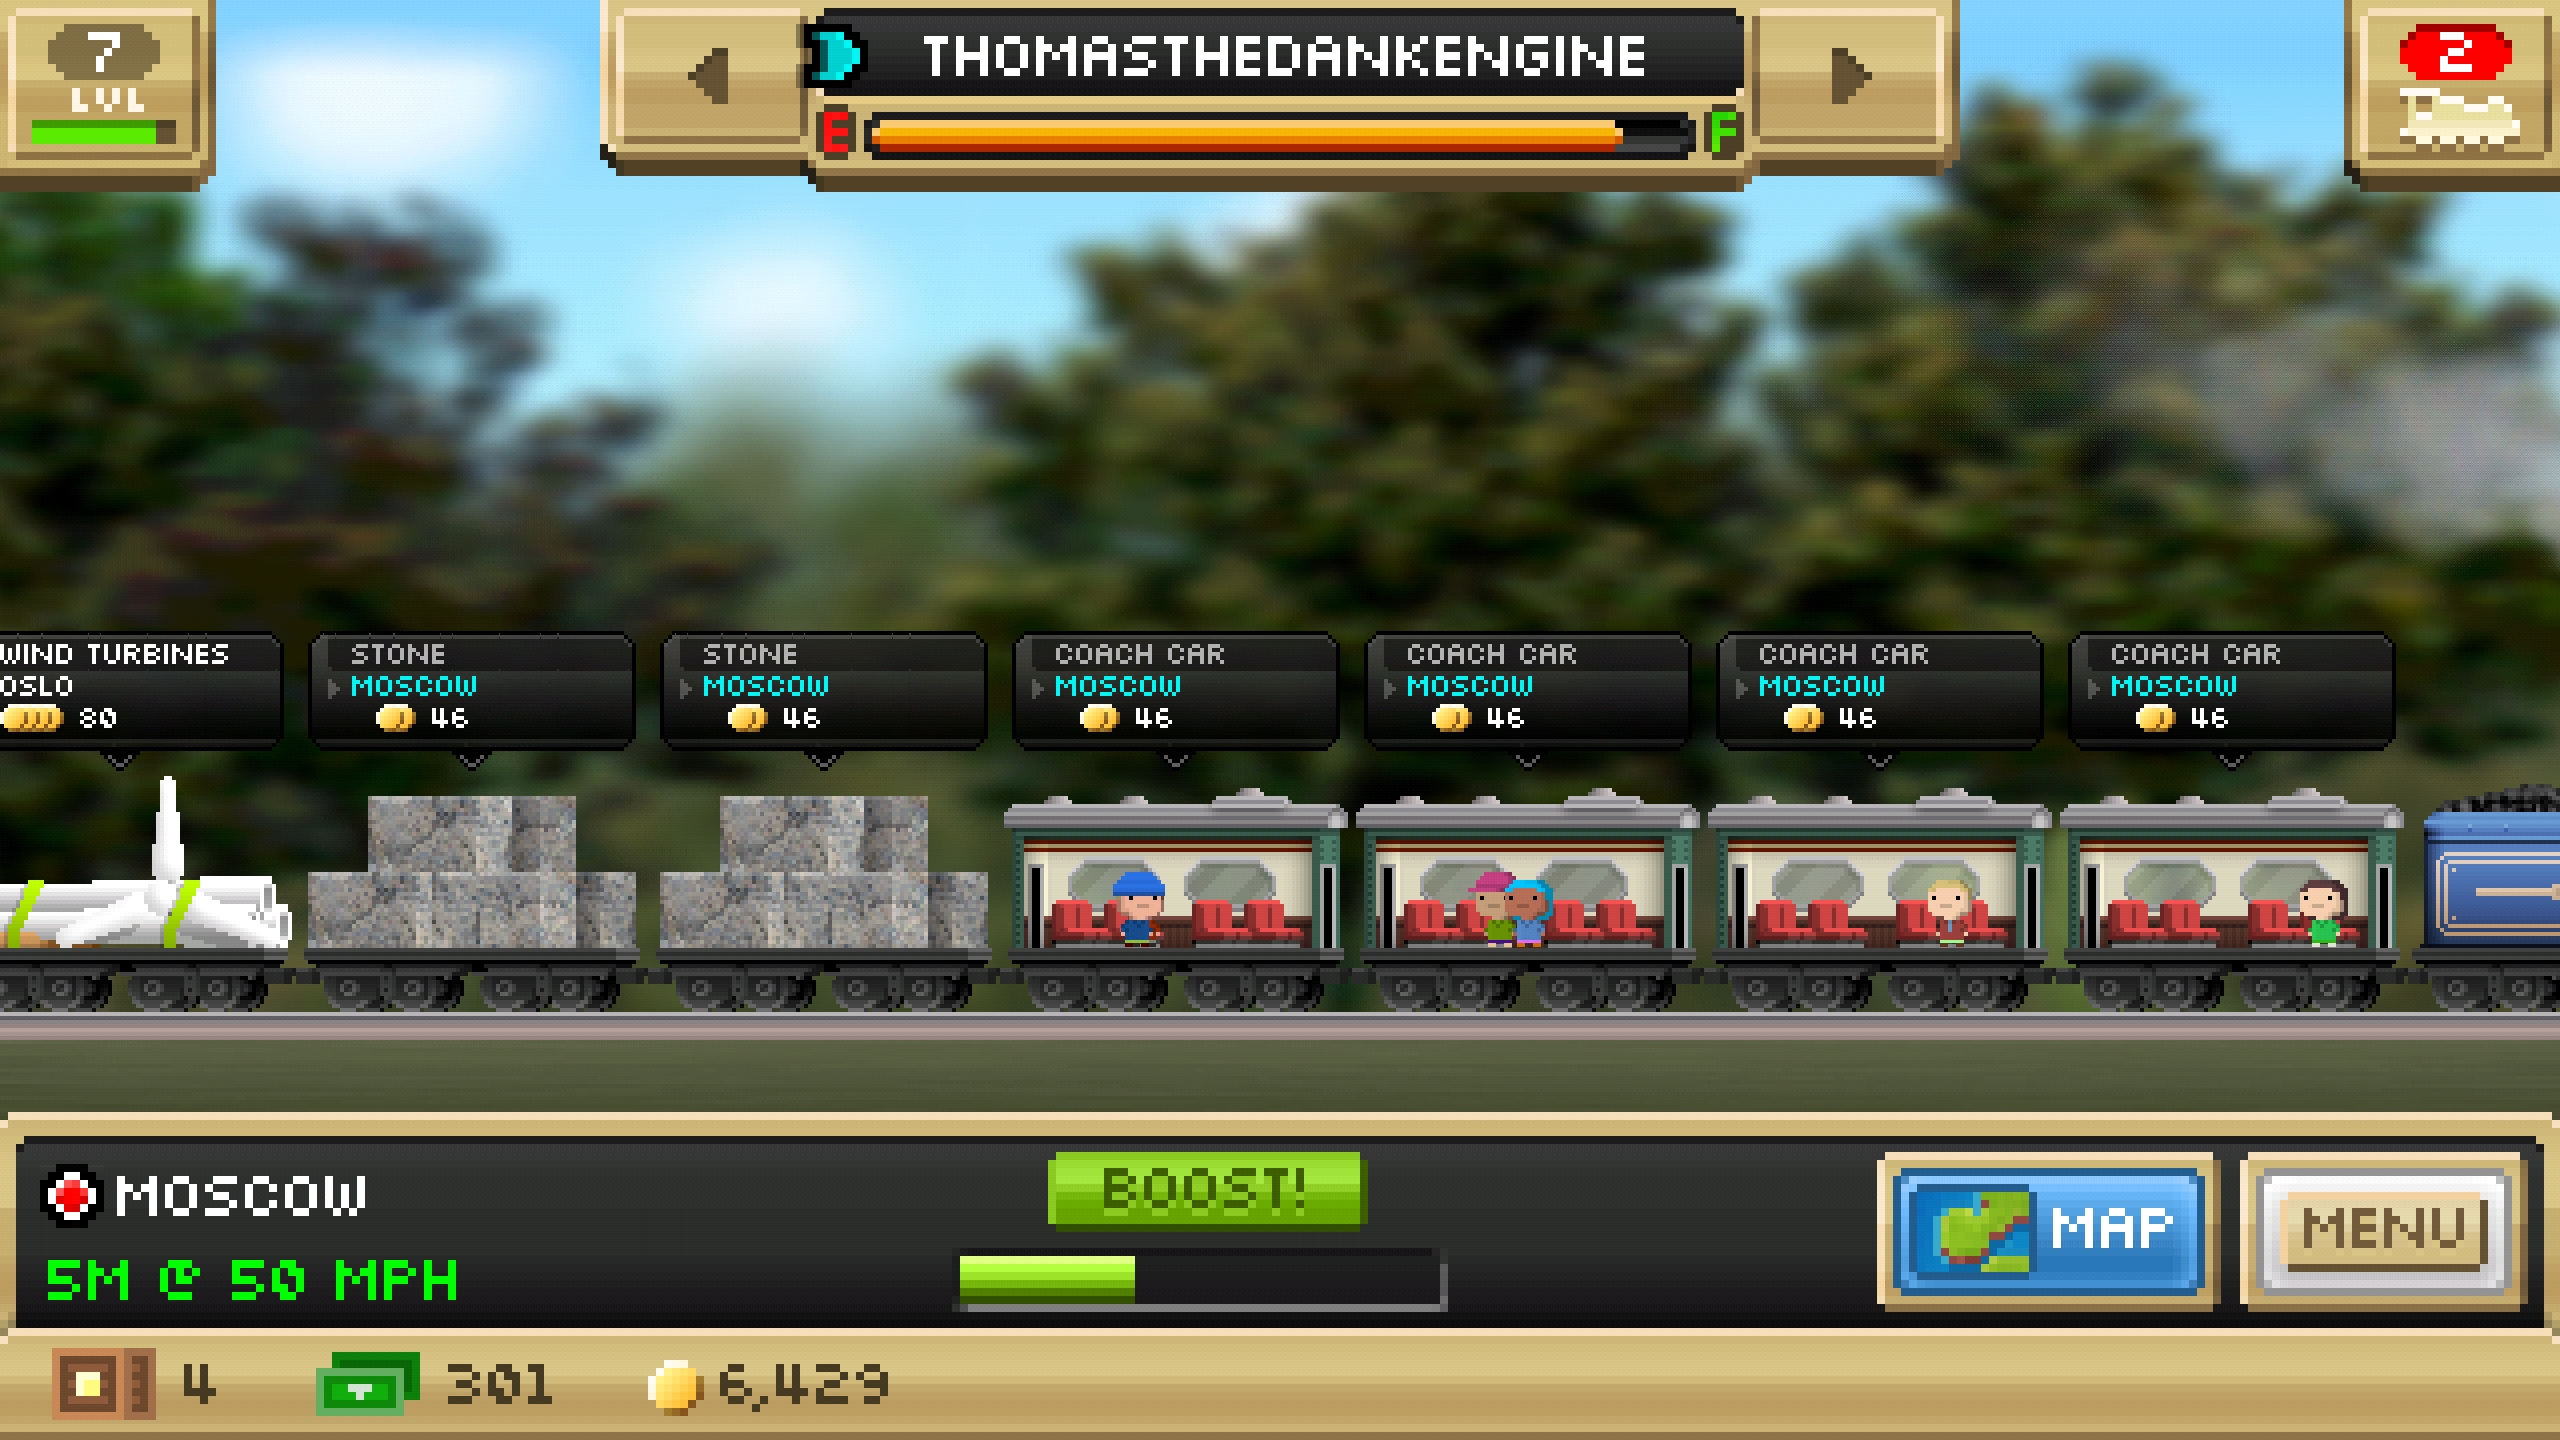 7
LVL
THOMASTHEDANKENGINE
E
F
2
WIND TURBINES
OSLO
80
STONE
MOSCOW
46
STONE
MOSCOW
46
COACH CAR
MOSCOW
46
COACH CAR
MOSCOW
46
COACH CAR
MOSCOW
46
COACH CAR
MOSCOW
46
MOSCOW
5M @ 50 MPH
BOOST!
MAP
MENU
4
301
6,429